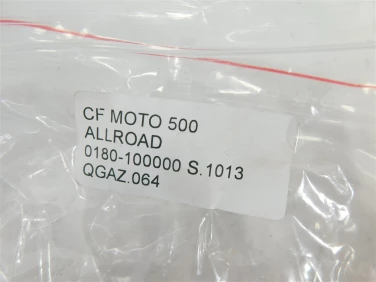 CF MOTO 500
ALLROAD
0180-100000 S.1013
QGAZ.064